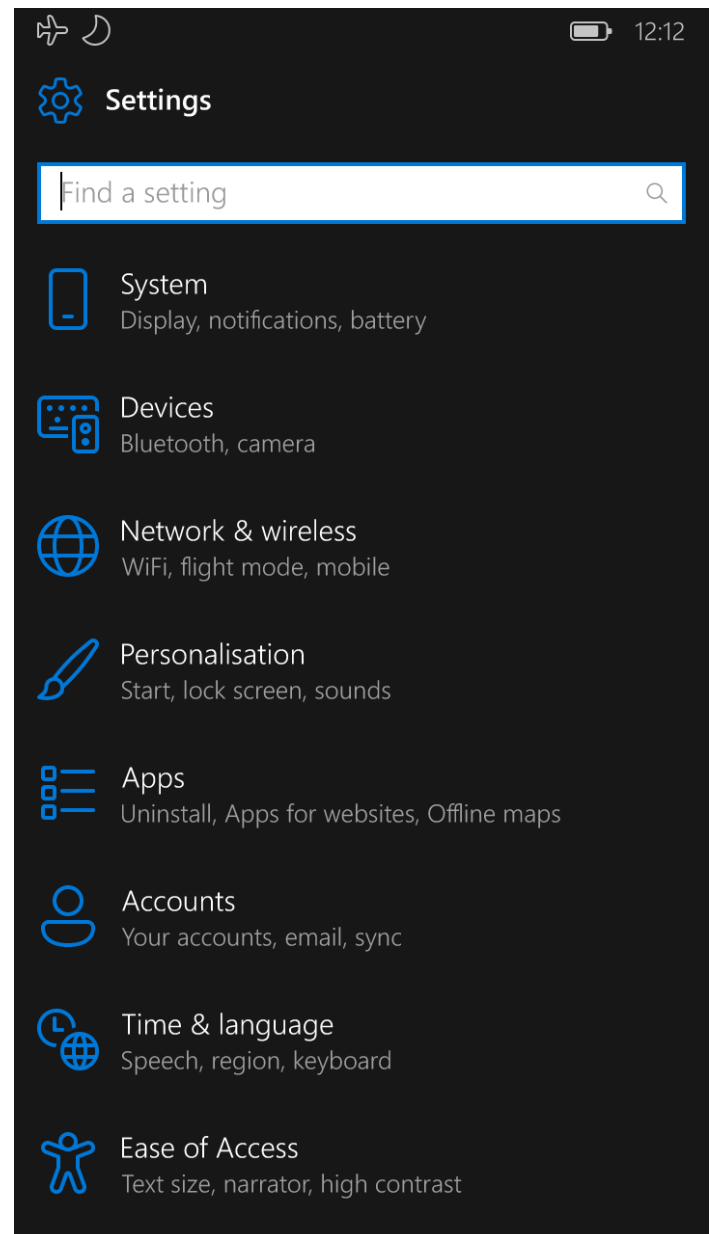 12:12
Settings
Find a setting
System
Display, notifications, battery
Devices
Bluetooth, camera
Network & wireless
WiFi, flight mode, mobile
Personalisation
Start, lock screen, sounds
Apps
Uninstall, Apps for websites, Offline maps
Accounts
Your accounts, email, sync
Time & language
Speech, region, keyboard
Ease of Access
Text size, narrator, high contrast